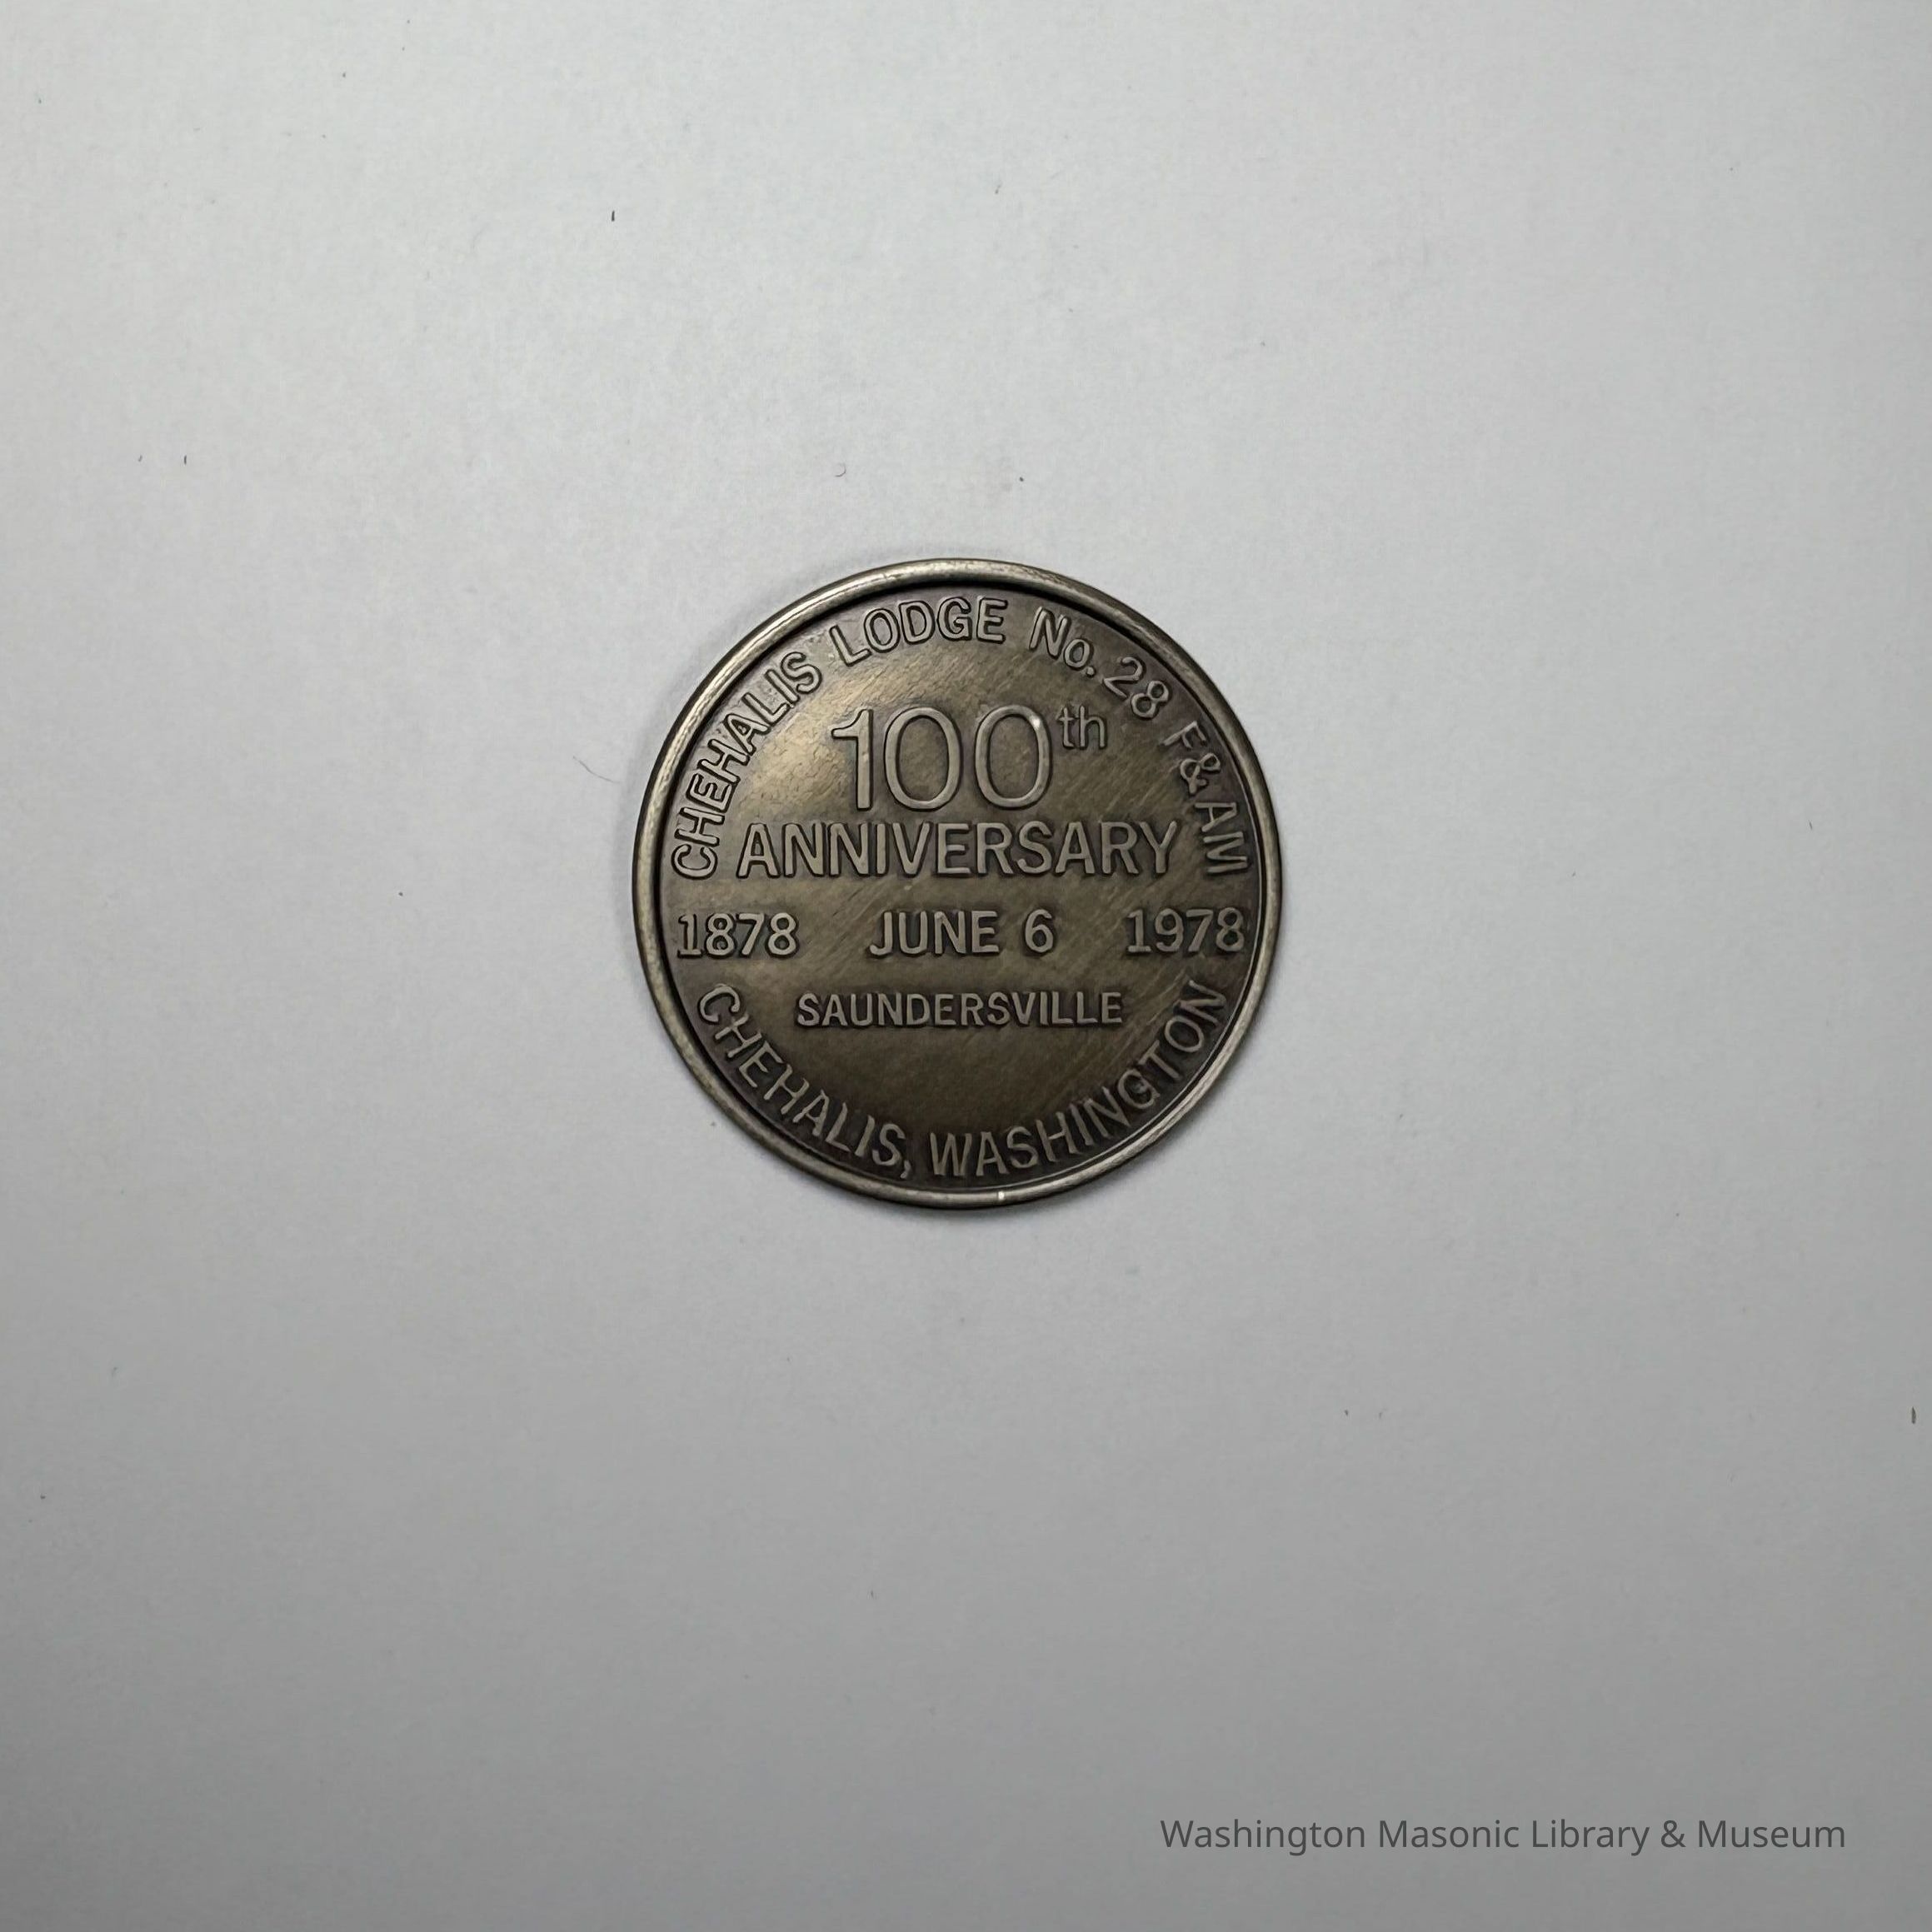 CHEHALIS LODGE No. 28 F&AM
100th
ANNIVERSARY
1878 JUNE 6 1978
SAUNDERSVILLE
CHEHALIS, WASHINGTON
Washington Masonic Library & Museum